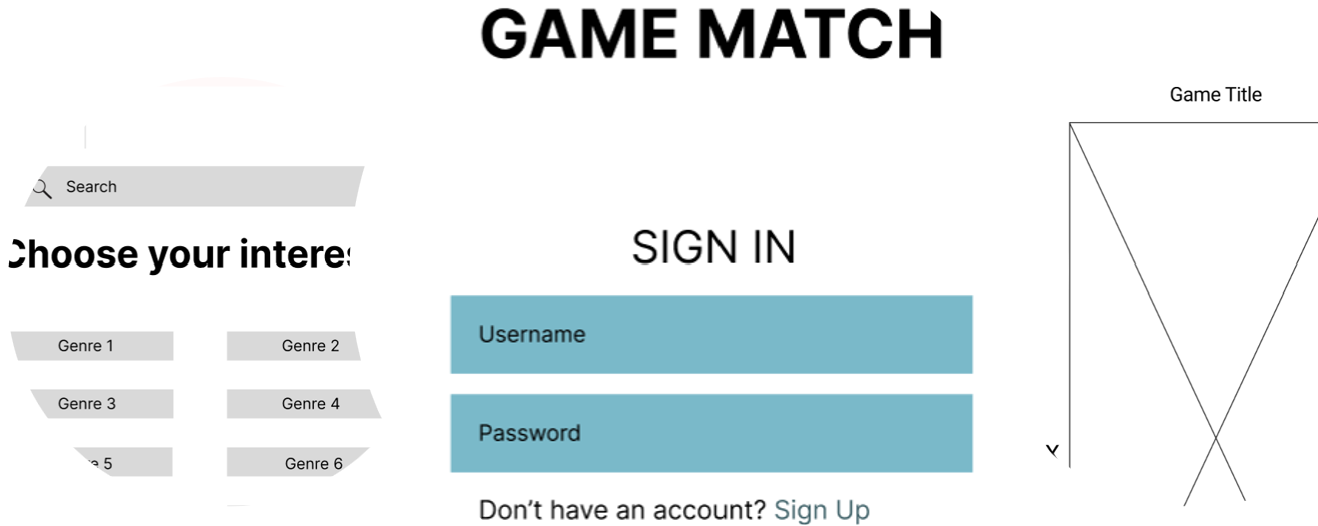 GAME MATCH
Search
Choose your interes
Genre 1
Genre 2
Genre 3
Genre 4
e 5
Genre 6
SIGN IN
Username
Password
Don’t have an account? Sign Up
Game Title